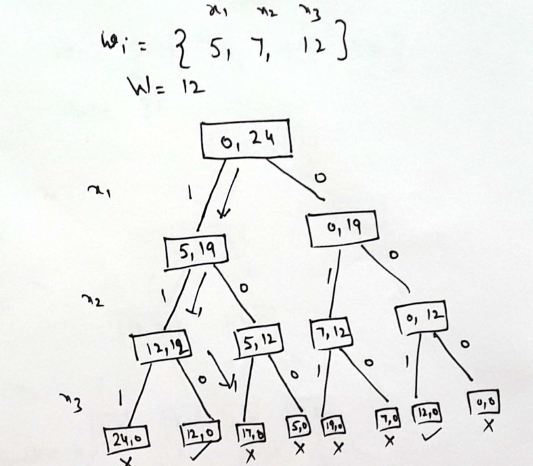 x₁ x₂ x₃
wᵢ = { 5, 7, 12 }
W= 12
0, 24
x₁ 1 0
5, 19 0, 19
x₂ 1 0 1 0
12, 12 5, 12 7, 12 0, 12
x₃ 1 0 1 0 1 0 1 0
24,0 12,0 17,0 5,0 19,0 7,0 12,0 0,0
x ✓ x x x x ✓ x